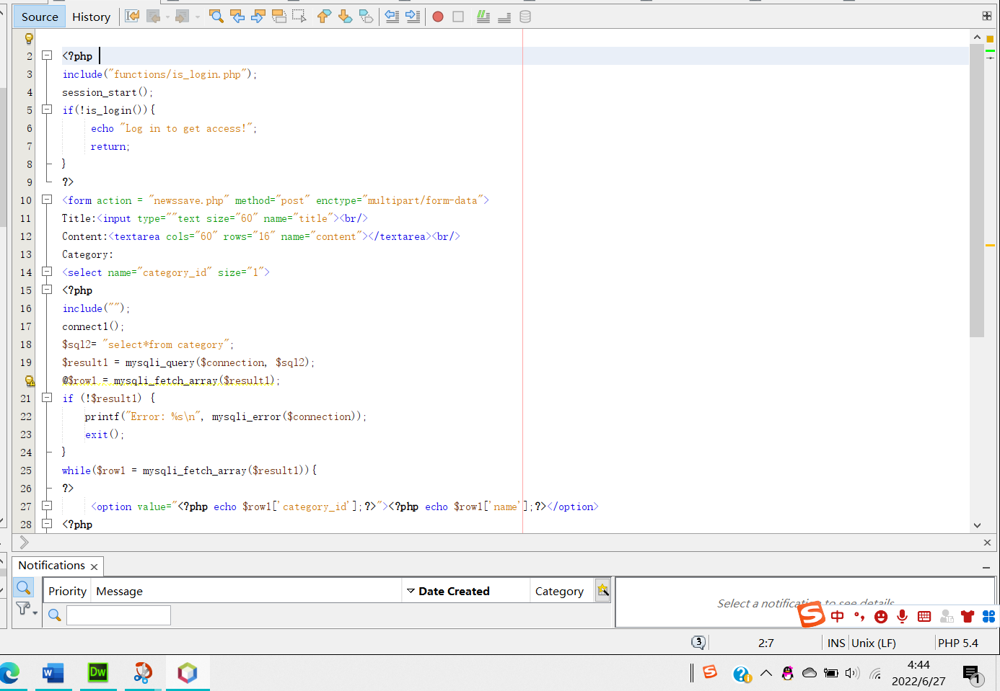 Source History
2 <?php
3 include("functions/is_login.php");
4 session_start();
5 if(!is_login()){
6 echo "Log in to get access!";
7 return;
8 }
9 ?>
10 <form action = "newssave.php" method="post" enctype="multipart/form-data">
11 Title:<input type=""text size="60" name="title"><br/>
12 Content:<textarea cols="60" rows="16" name="content"></textarea><br/>
13 Category:
14 <select name="category_id" size="1">
15 <?php
16 include("");
17 connect1();
18 $sql2= "select*from category";
19 $result1 = mysqli_query($connection, $sql2);
@$row1 = mysqli_fetch_array($result1);
21 if (!$result1) {
22 printf("Error: %s\n", mysqli_error($connection));
23 exit();
24 }
25 while($row1 = mysqli_fetch_array($result1)){
26 ?>
27 <option value="<?php echo $row1['category_id'];?>"><?php echo $row1['name'];?></option>
28 <?php
Notifications
Priority Message Date Created Category
Select a notification to see details
中
3 2:7 INS Unix (LF) PHP 5.4
Dw
4:44
2022/6/27
1